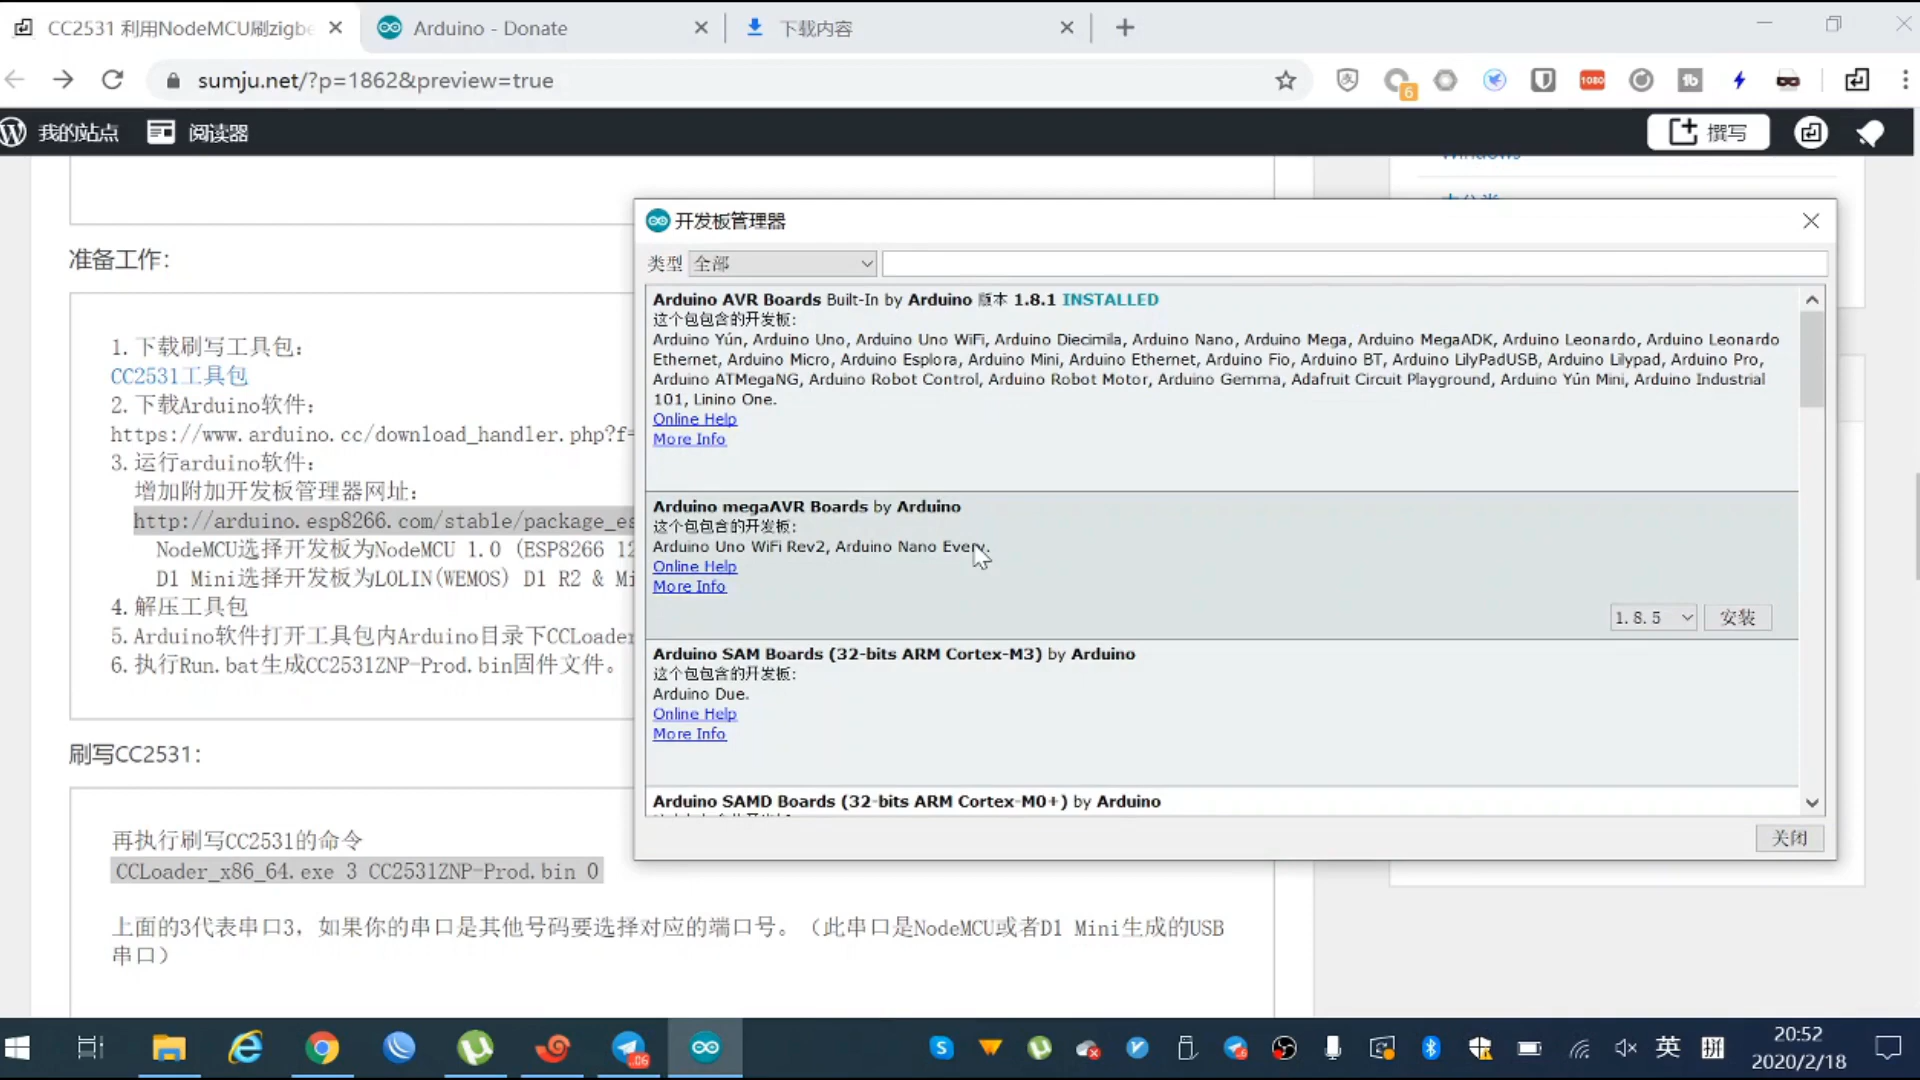 CC2531 利用NodeMCU刷zigbe
Arduino - Donate
下载内容
sumju.net/?p=1862&preview=true
6
1080
我的站点
阅读器
撰写
Windows
准备工作：
1.下载刷写工具包：
CC2531工具包
2.下载Arduino软件：
https://www.arduino.cc/download_handler.php?f=
3.运行arduino软件：
增加附加开发板管理器网址：
http://arduino.esp8266.com/stable/package_es
NodeMCU选择开发板为NodeMCU 1.0 (ESP8266 12
D1 Mini选择开发板为LOLIN(WEMOS) D1 R2 & Mi
4.解压工具包
5.Arduino软件打开工具包内Arduino目录下CCLoader
6.执行Run.bat生成CC2531ZNP-Prod.bin固件文件。
刷写CC2531：
再执行刷写CC2531的命令
CCLoader_x86_64.exe 3 CC2531ZNP-Prod.bin 0
上面的3代表串口3，如果你的串口是其他号码要选择对应的端口号。（此串口是NodeMCU或者D1 Mini生成的USB
串口）
开发板管理器
类型 全部
Arduino AVR Boards Built-In by Arduino 版本 1.8.1 INSTALLED
这个包包含的开发板:
Arduino Yún, Arduino Uno, Arduino Uno WiFi, Arduino Diecimila, Arduino Nano, Arduino Mega, Arduino MegaADK, Arduino Leonardo, Arduino Leonardo
Ethernet, Arduino Micro, Arduino Esplora, Arduino Mini, Arduino Ethernet, Arduino Fio, Arduino BT, Arduino LilyPadUSB, Arduino Lilypad, Arduino Pro,
Arduino ATMegaNG, Arduino Robot Control, Arduino Robot Motor, Arduino Gemma, Adafruit Circuit Playground, Arduino Yún Mini, Arduino Industrial
101, Linino One.
Online Help
More Info
Arduino megaAVR Boards by Arduino
这个包包含的开发板:
Arduino Uno WiFi Rev2, Arduino Nano Every.
Online Help
More Info
1.8.5
安装
Arduino SAM Boards (32-bits ARM Cortex-M3) by Arduino
这个包包含的开发板:
Arduino Due.
Online Help
More Info
Arduino SAMD Boards (32-bits ARM Cortex-M0+) by Arduino
关闭
英
拼
20:52
2020/2/18